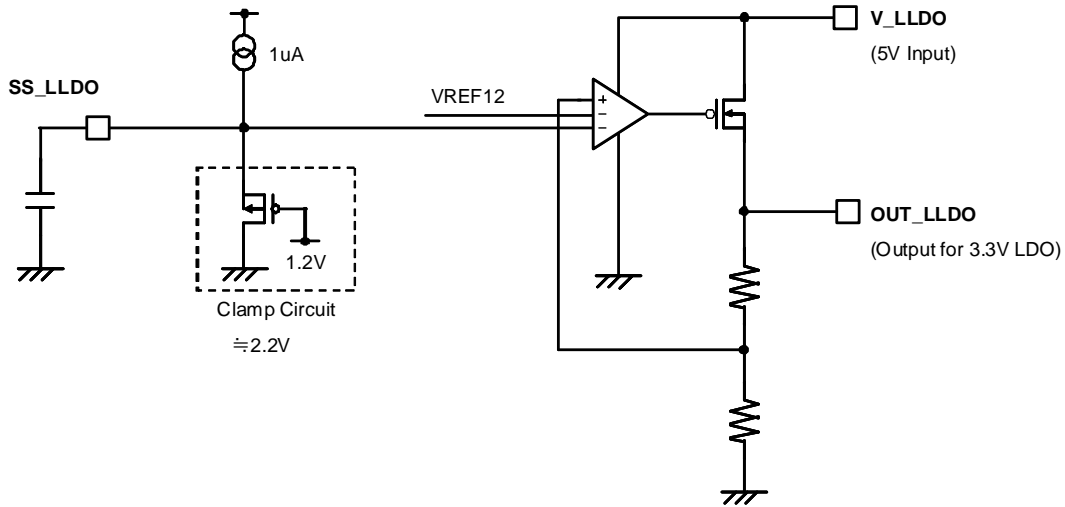 V_LLDO
(5V Input)
1uA
SS_LLDO
VREF12
+
−
−
OUT_LLDO
(Output for 3.3V LDO)
1.2V
Clamp Circuit
≒2.2V